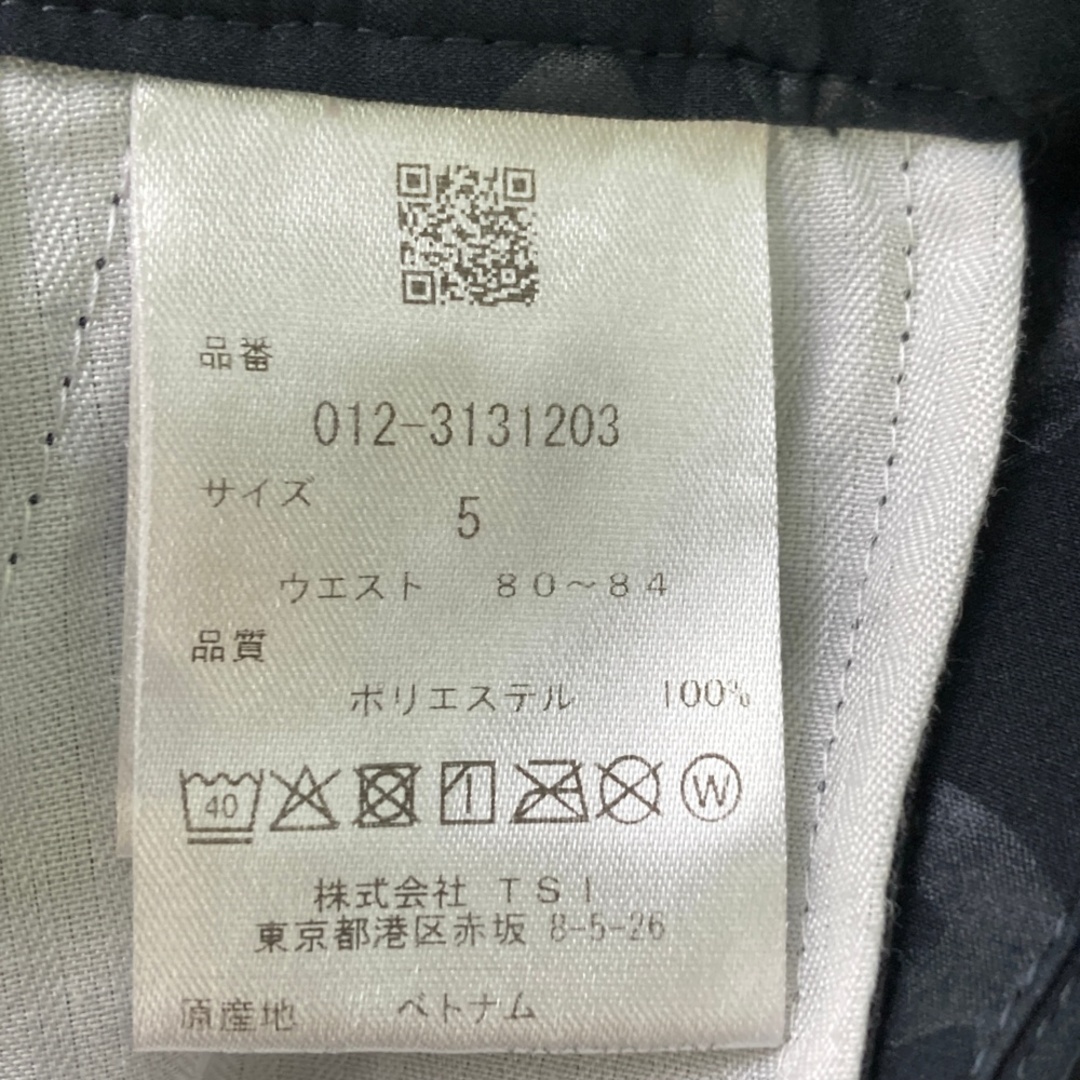 品番
012-3131203
サイズ
5
ウエスト 80～84
品質
ポリエステル 100%
40 W
株式会社 TSI
東京都港区赤坂 8-5-26
原産地 ベトナム